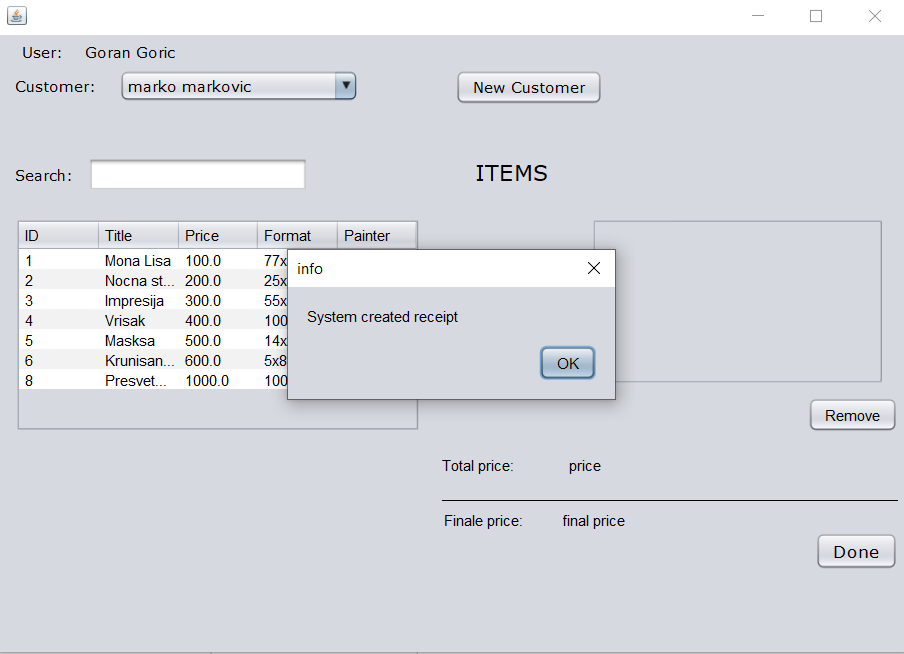 User: Goran Goric
Customer: marko markovic New Customer
Search: ITEMS
ID Title Price Format Painter
1 Mona Lisa 100.0 77x
2 Nocna st... 200.0 25x
3 Impresija 300.0 55x
4 Vrisak 400.0 100
5 Masksa 500.0 14x
6 Krunisan... 600.0 5x8
8 Presvet... 1000.0 100
info
System created receipt
OK
Remove
Total price: price
Finale price: final price
Done